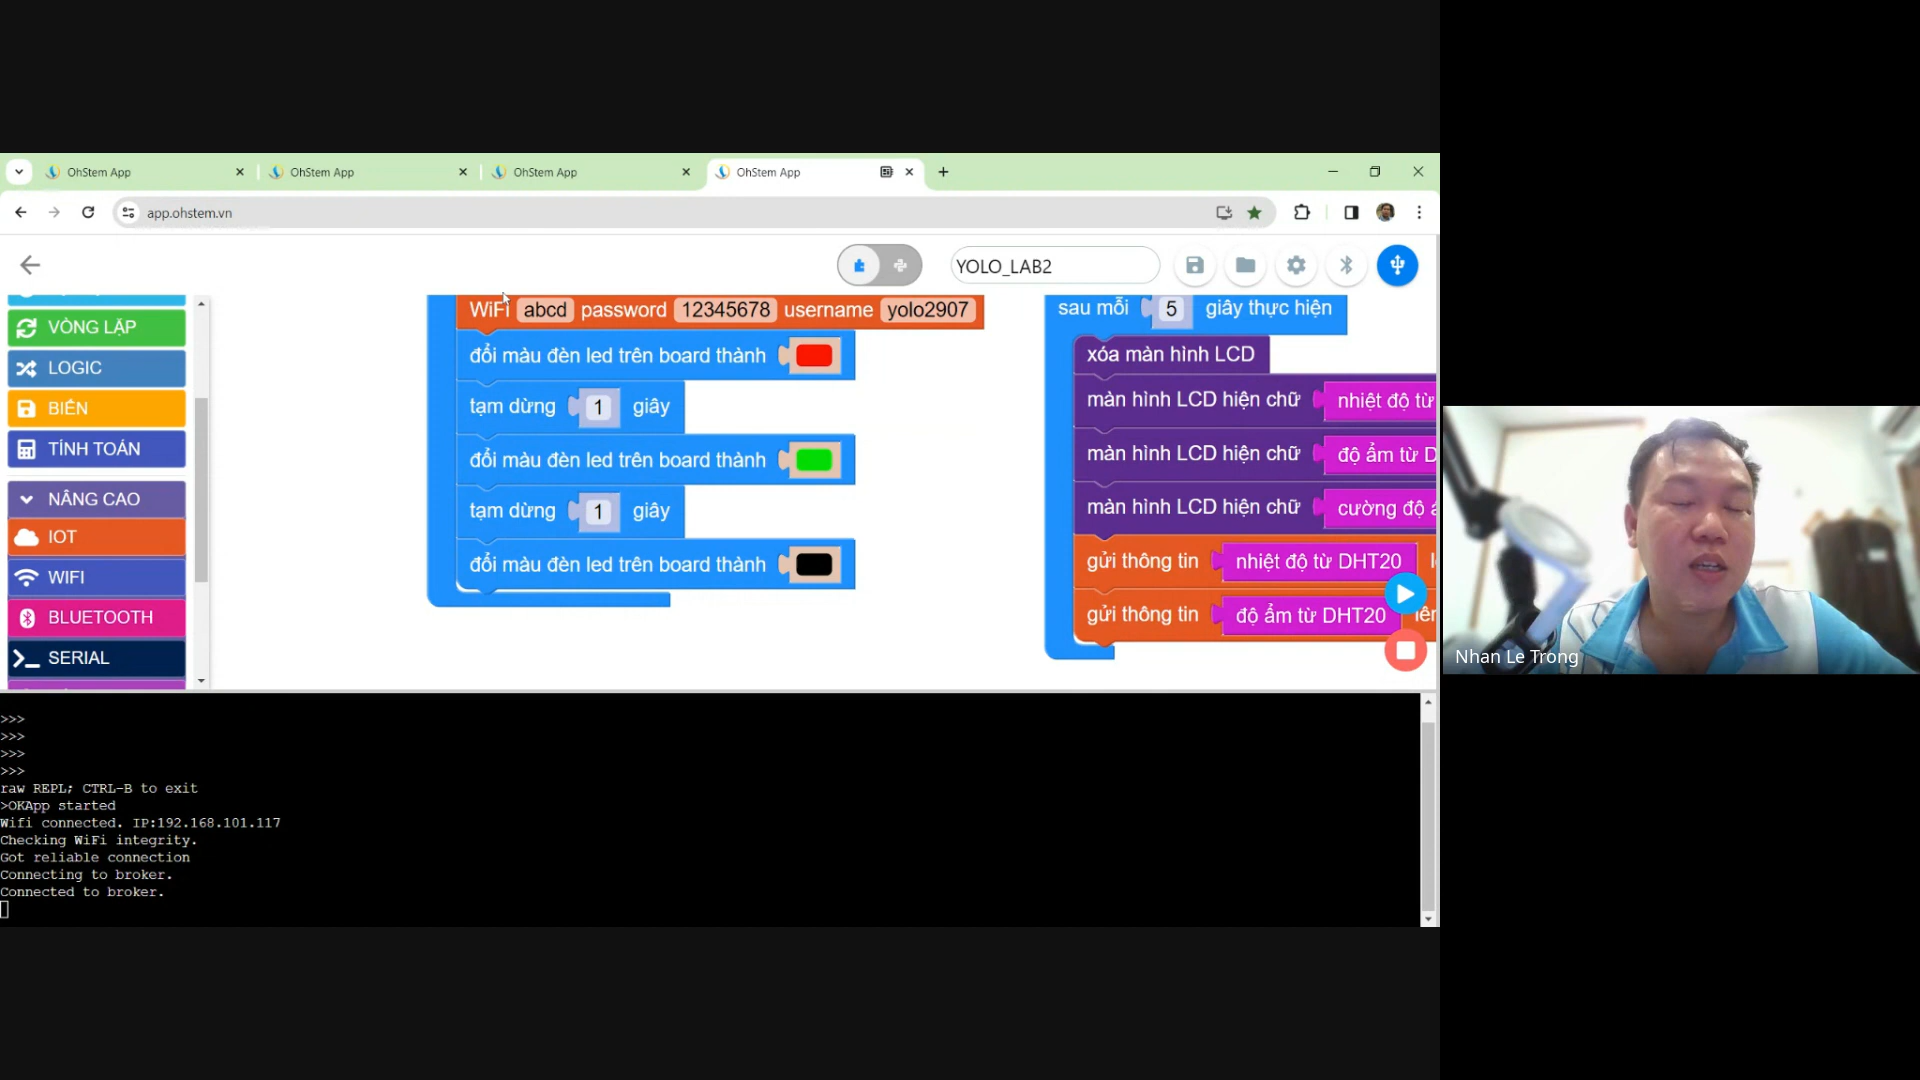 OhStem App
OhStem App
OhStem App
OhStem App
app.ohstem.vn
YOLO_LAB2
VÒNG LẶP
LOGIC
BIẾN
TÍNH TOÁN
NÂNG CAO
IOT
WIFI
BLUETOOTH
SERIAL
WiFi abcd password 12345678 username yolo2907
đổi màu đèn led trên board thành
tạm dừng 1 giây
đổi màu đèn led trên board thành
tạm dừng 1 giây
đổi màu đèn led trên board thành
sau mỗi 5 giây thực hiện
xóa màn hình LCD
màn hình LCD hiện chữ nhiệt độ từ
màn hình LCD hiện chữ độ ẩm từ D
màn hình LCD hiện chữ cường độ
gửi thông tin nhiệt độ từ DHT20
gửi thông tin độ ẩm từ DHT20 lên
>>>
>>>
>>>
>>>
raw REPL; CTRL-B to exit
>OKApp started
Wifi connected. IP:192.168.101.117
Checking WiFi integrity.
Got reliable connection
Connecting to broker.
Connected to broker.
Nhan Le Trong